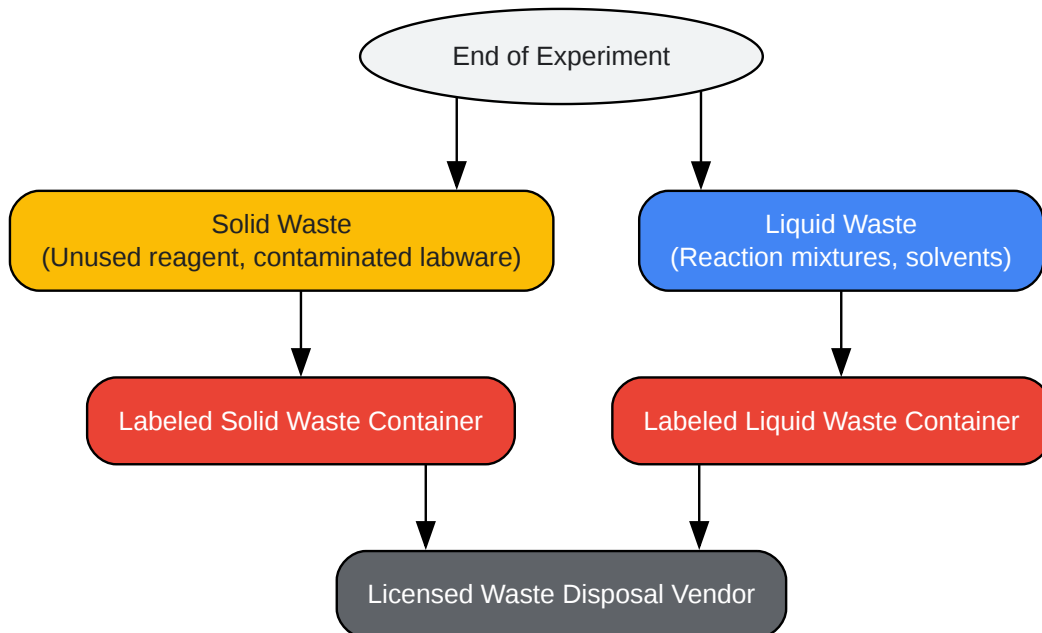 End of Experiment
Solid Waste
(Unused reagent, contaminated labware)
Liquid Waste
(Reaction mixtures, solvents)
Labeled Solid Waste Container
Labeled Liquid Waste Container
Licensed Waste Disposal Vendor